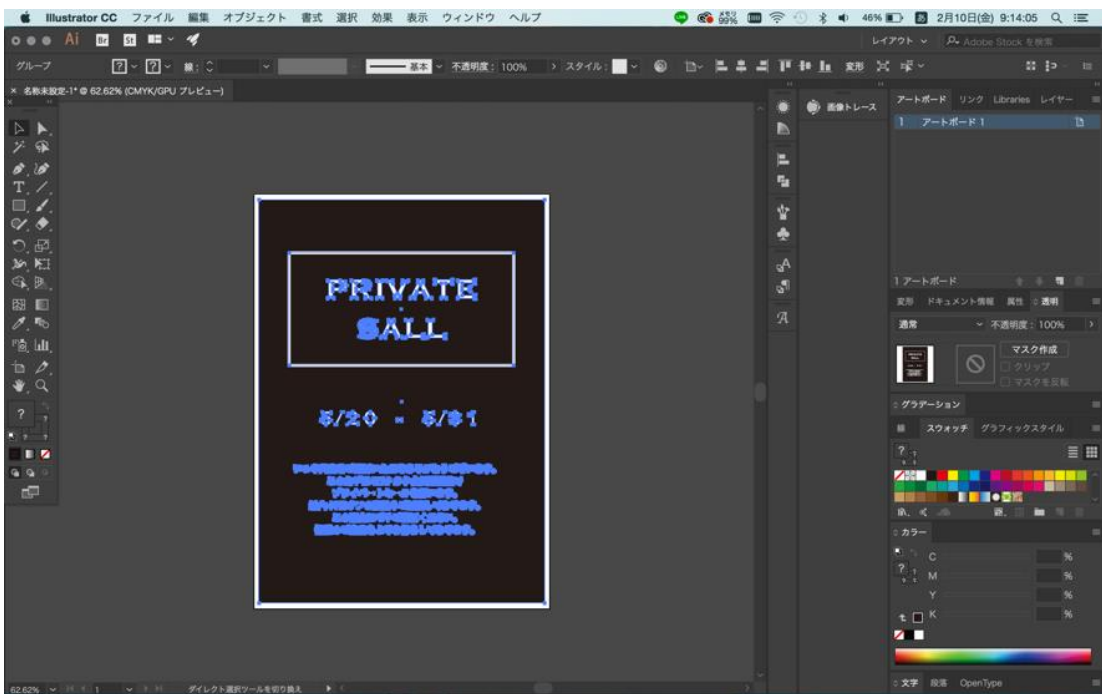 Illustrator CC ファイル 編集 オブジェクト 書式 選択 効果 表示 ウィンドウ ヘルプ
99% 46% 2月10日(金) 9:14:05
Ai Br St レイアウト Adobe Stock を検索
グループ ? ? 線: 基本 不透明度: 100% スタイル: 変形
× 名称未設定-1* @ 62.62% (CMYK/GPU プレビュー)
画像トレース
アートボード リンク Libraries レイヤー
1 アートボード 1
PRIVATE
SALL
5/20 - 5/31
1 アートボード
変形 ドキュメント情報 属性 透明
通常 不透明度: 100%
マスク作成
クリップ
マスクを反転
グラデーション
線 スウォッチ グラフィックスタイル
カラー
C %
M %
Y %
K %
文字 段落 OpenType
62.62% 1 ダイレクト選択ツールを切り換え